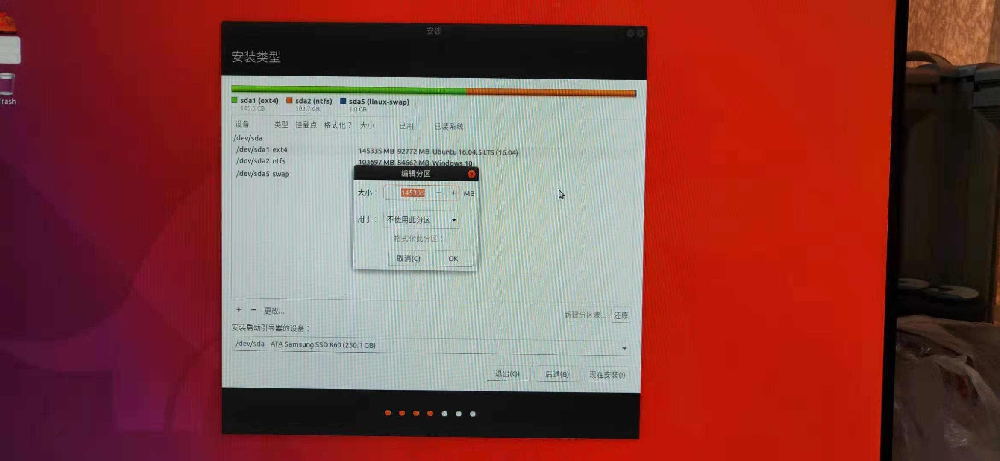 安装
安装类型
Trash
sda1 (ext4) sda2 (ntfs) sda5 (linux-swap)
145.3 GB 103.7 GB 1.0 GB
设备 类型 挂载点 格式化？ 大小 已用 已装系统
/dev/sda
/dev/sda1 ext4 145335 MB 92772 MB Ubuntu 16.04.5 LTS (16.04)
/dev/sda2 ntfs 103697 MB 54662 MB Windows 10
/dev/sda5 swap
编辑分区
大小： 145335 － + MB
用于： 不使用此分区
格式化此分区：
取消(C) OK
+ － 更改... 新建分区表... 还原
安装启动引导器的设备：
/dev/sda ATA Samsung SSD 860 (250.1 GB)
退出(Q) 后退(B) 现在安装(I)